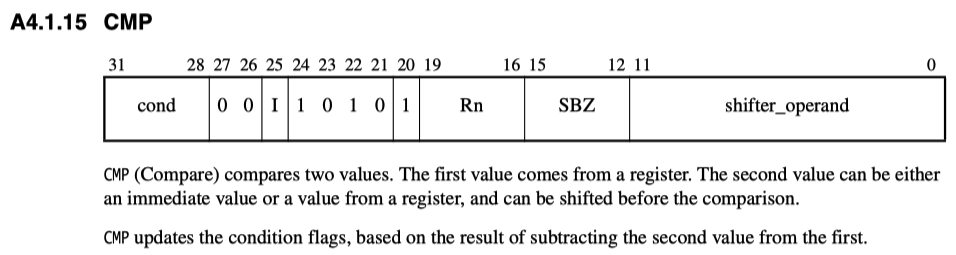 A4.1.15 CMP
31 28 27 26 25 24 23 22 21 20 19 16 15 12 11 0
cond 0 0 I 1 0 1 0 1 Rn SBZ shifter_operand
CMP (Compare) compares two values. The first value comes from a register. The second value can be either
an immediate value or a value from a register, and can be shifted before the comparison.
CMP updates the condition flags, based on the result of subtracting the second value from the first.